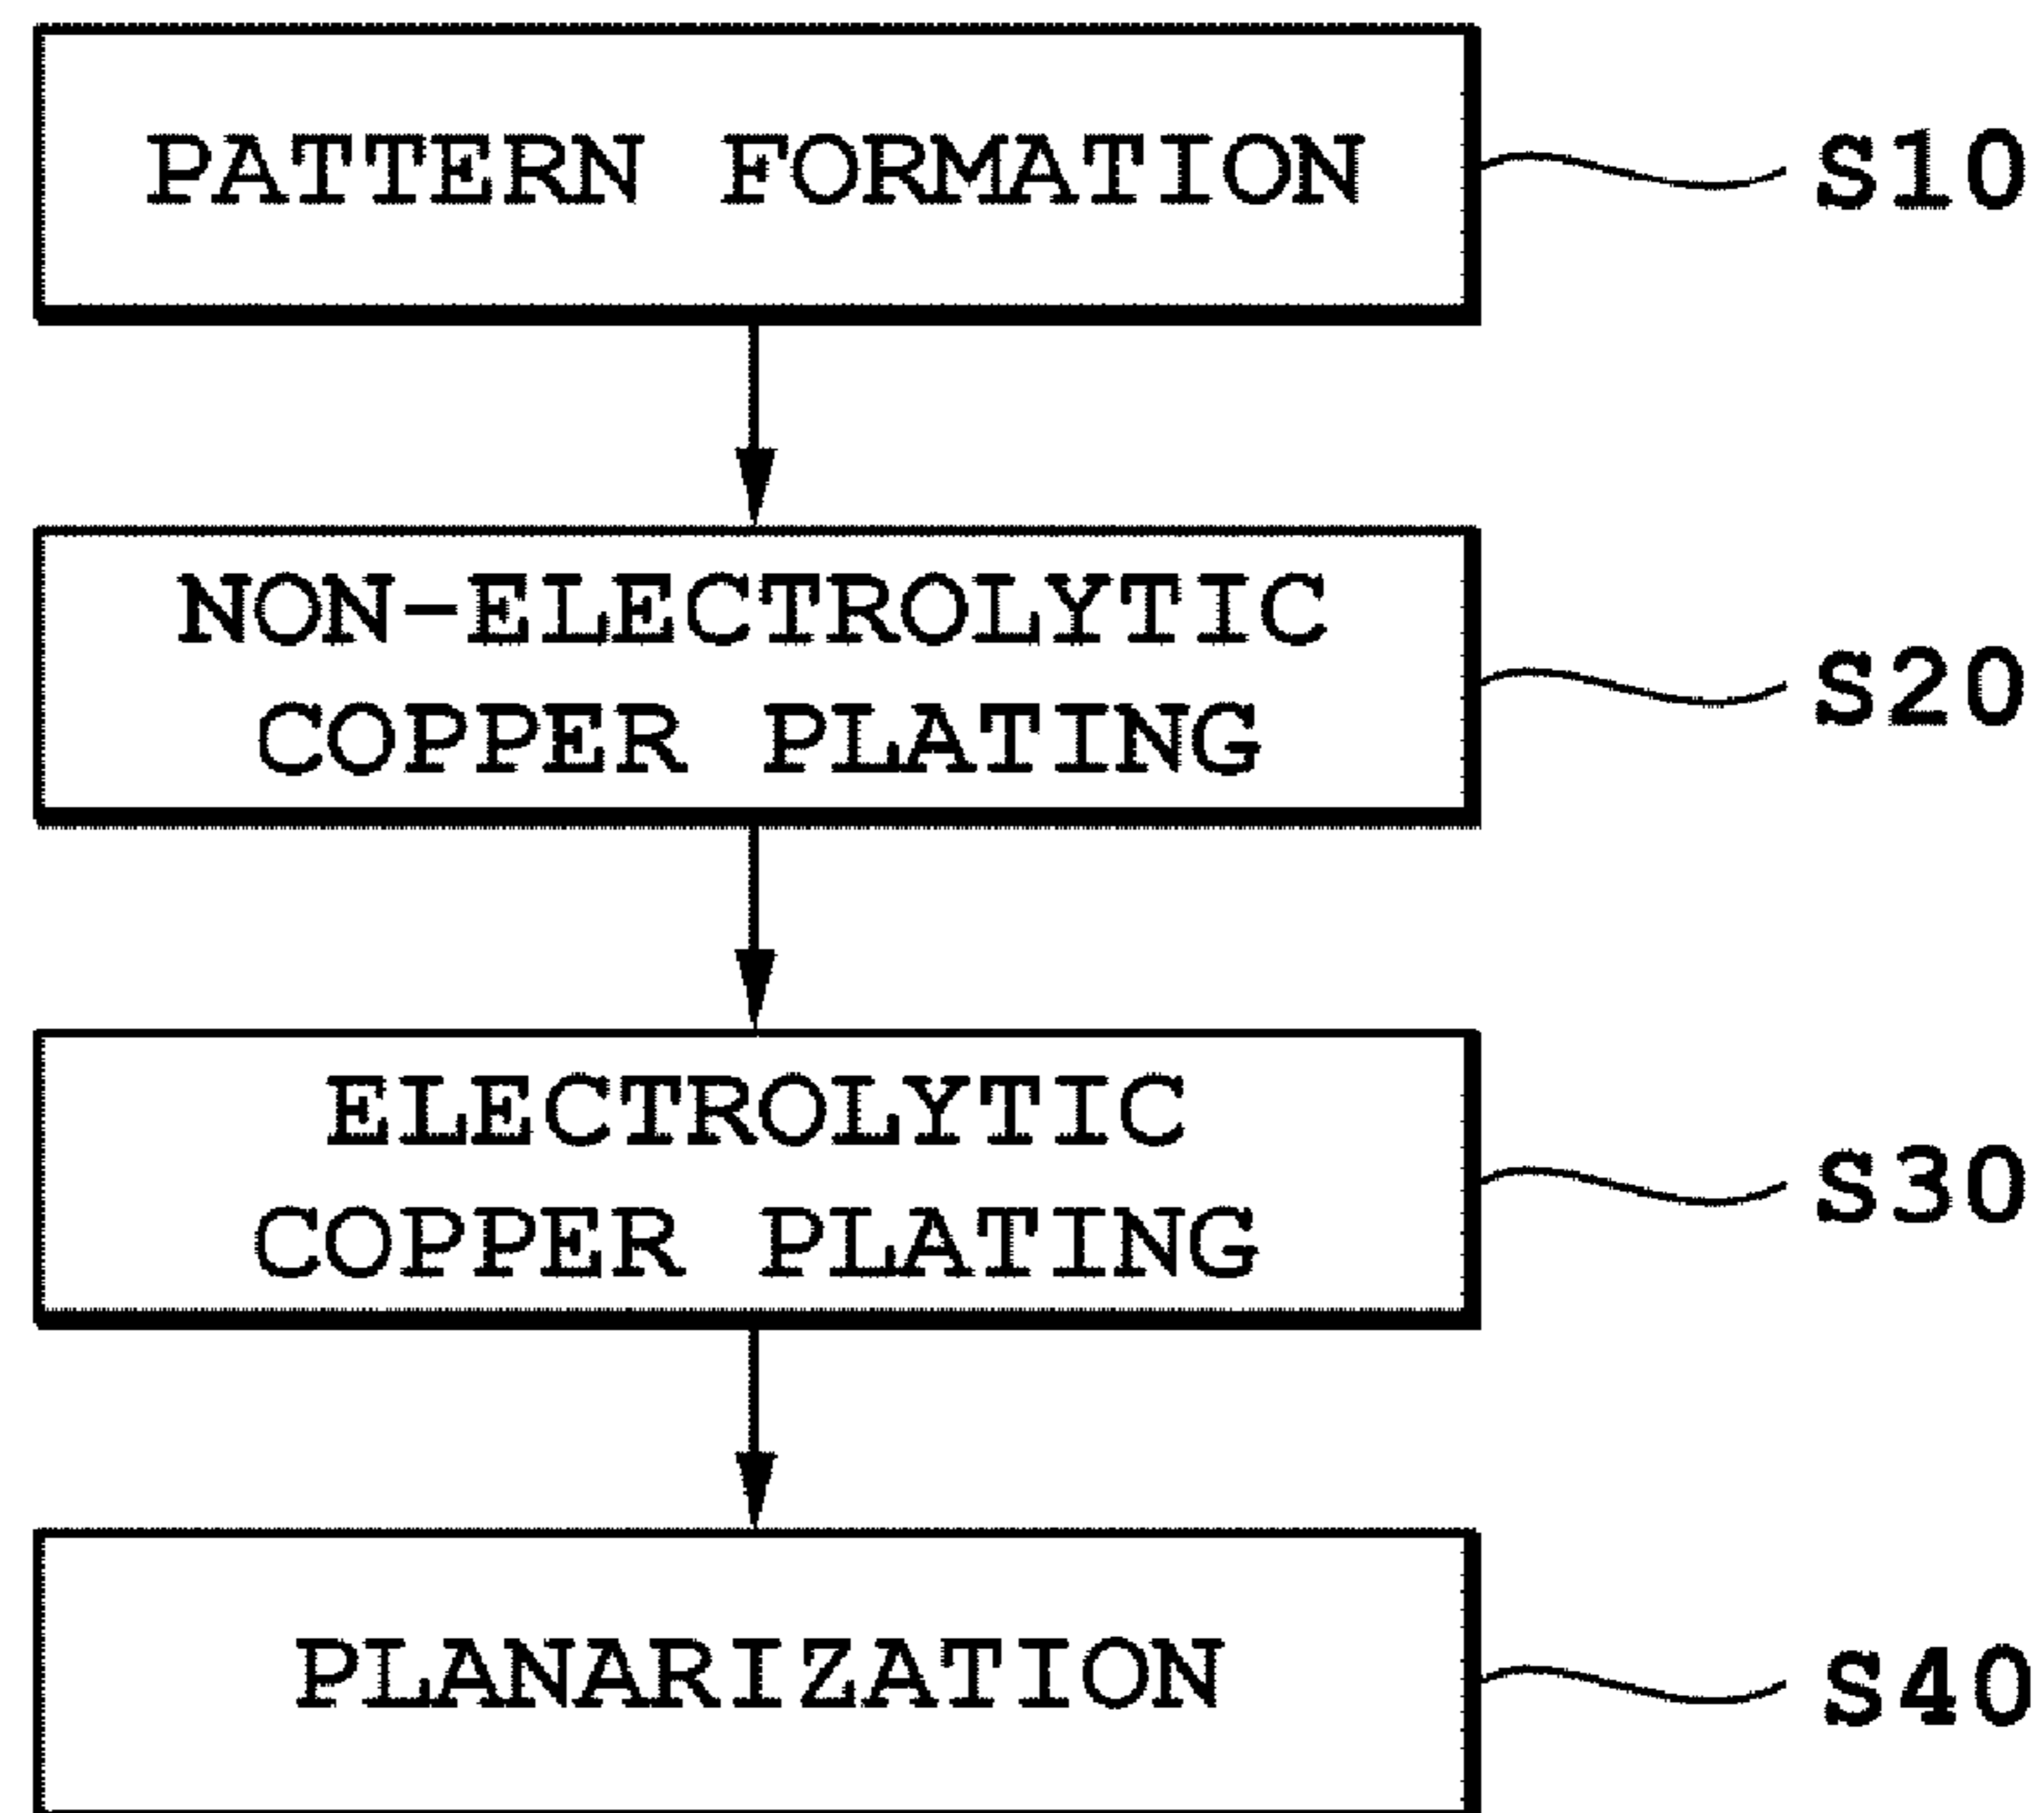 PATTERN FORMATION
S10
NON-ELECTROLYTIC
COPPER PLATING
S20
ELECTROLYTIC
COPPER PLATING
S30
PLANARIZATION
S40